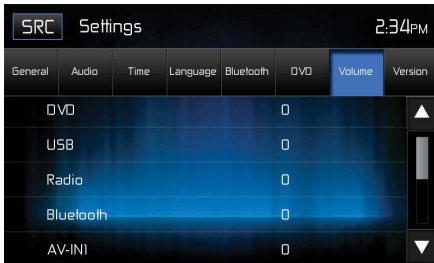 SRC Settings 2:34PM
General Audio Time Language Bluetooth DVD Volume Version
DVD 0
USB 0
Radio 0
Bluetooth 0
AV-IN1 0